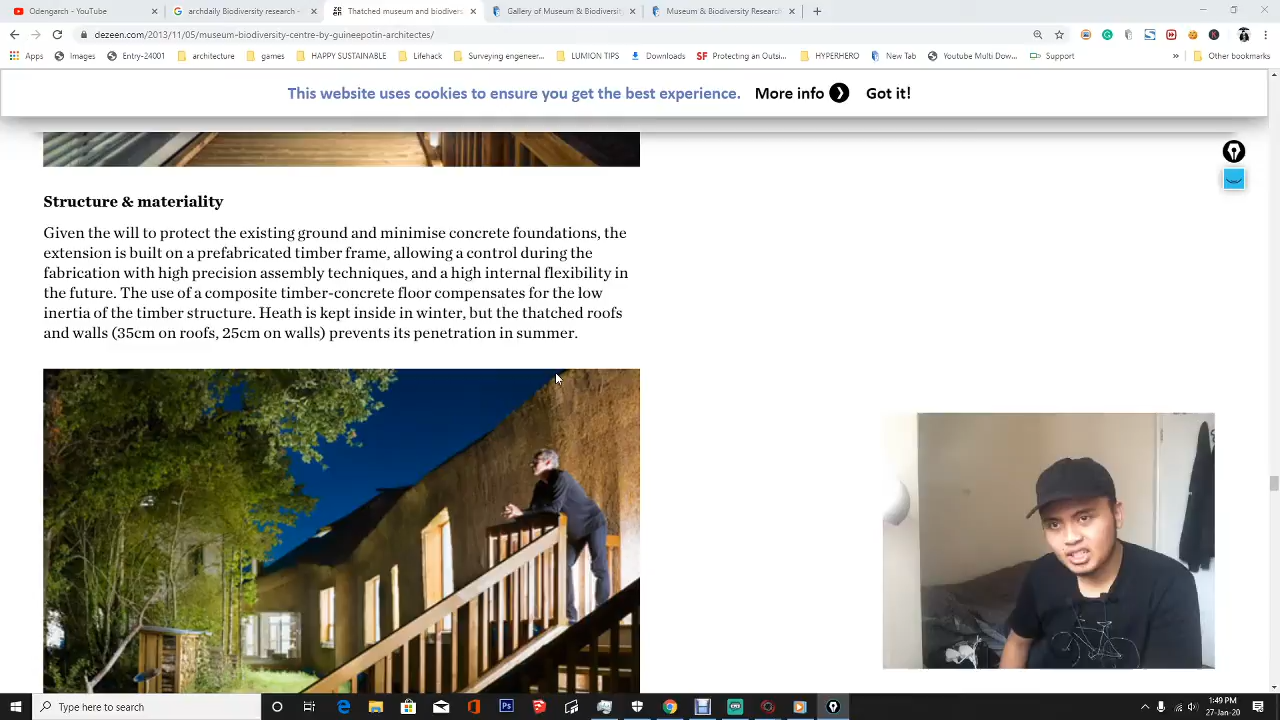 Odengarch - YouTube
archdaily Biodiversity research -
Thatched museum and biodivers
Gallery of Museum & Biodiversity
Museum & Biodiversity Research
dezeen.com/2013/11/05/museum-biodiversity-centre-by-guineepotin-architectes/
Apps
Images
Entry-24001
architecture
games
HAPPY SUSTAINABLE
Lifehack
Surveying engineer...
LUMION TIPS
Downloads
SF Protecting an Outsi...
HYPERHERO
New Tab
Youtube Multi Dow...
Support
»
Other bookmarks
This website uses cookies to ensure you get the best experience.
More info
Got it!
Structure & materiality
Given the will to protect the existing ground and minimise concrete foundations, the
extension is built on a prefabricated timber frame, allowing a control during the
fabrication with high precision assembly techniques, and a high internal flexibility in
the future. The use of a composite timber-concrete floor compensates for the low
inertia of the timber structure. Heath is kept inside in winter, but the thatched roofs
and walls (35cm on roofs, 25cm on walls) prevents its penetration in summer.
Type here to search
1:49 PM
27-Jan-20